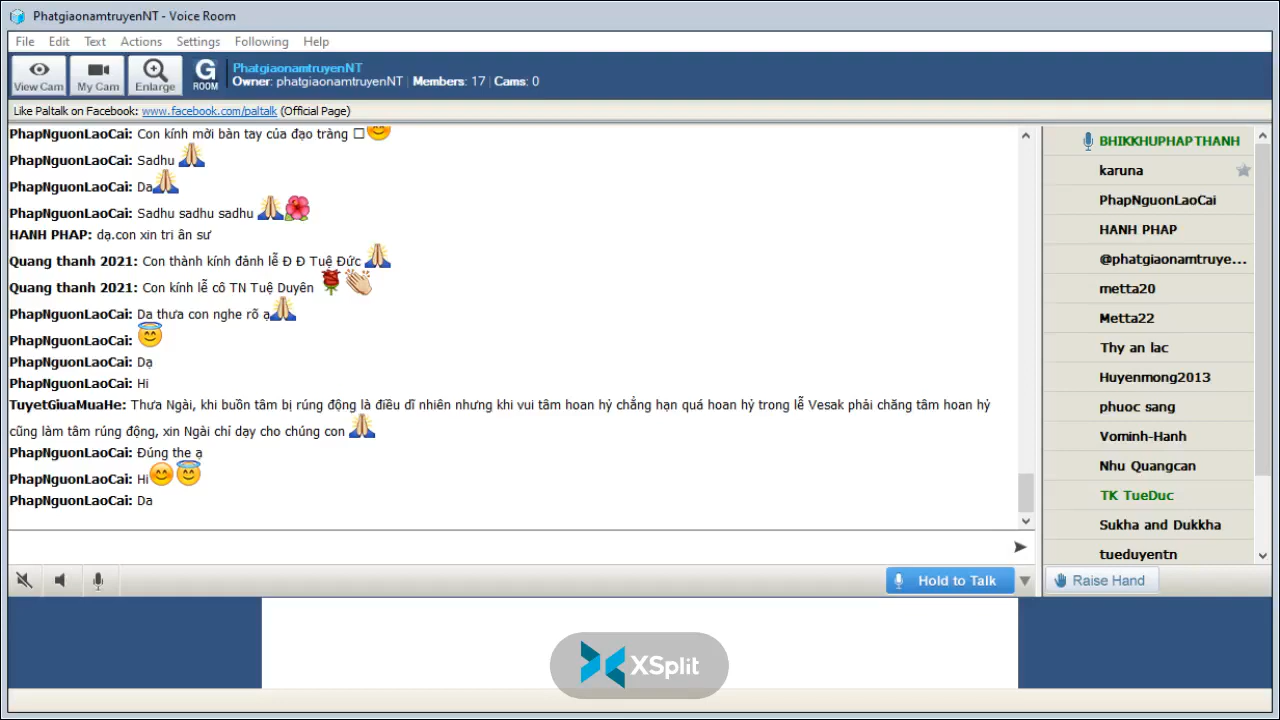 PhatgiaonamtruyenNT - Voice Room
File Edit Text Actions Settings Following Help
View Cam My Cam Enlarge G ROOM
PhatgiaonamtruyenNT
Owner: phatgiaonamtruyenNT Members: 17 Cams: 0
Like Paltalk on Facebook: www.facebook.com/paltalk (Official Page)
PhapNguonLaoCai: Con kính mời bàn tay của đạo tràng
PhapNguonLaoCai: Sadhu
PhapNguonLaoCai: Da
PhapNguonLaoCai: Sadhu sadhu sadhu
HANH PHAP: dạ.con xin tri ân sư
Quang thanh 2021: Con thành kính đảnh lễ Đ Đ Tuệ Đức
Quang thanh 2021: Con kính lễ cô TN Tuệ Duyên
PhapNguonLaoCai: Dạ thưa con nghe rõ ạ
PhapNguonLaoCai:
PhapNguonLaoCai: Dạ
PhapNguonLaoCai: Hi
TuyetGiuaMuaHe: Thưa Ngài, khi buồn tâm bị rúng động là điều dĩ nhiên nhưng khi vui tâm hoan hỷ chẳng hạn quá hoan hỷ trong lễ Vesak phải chăng tâm hoan hỷ
cũng làm tâm rúng động, xin Ngài chỉ dạy cho chúng con
PhapNguonLaoCai: Đúng the ạ
PhapNguonLaoCai: Hi
PhapNguonLaoCai: Da
BHIKKHUPHAPTHANH
karuna
PhapNguonLaoCai
HANH PHAP
@phatgiaonamtruye...
metta20
Metta22
Thy an lac
Huyenmong2013
phuoc sang
Vominh-Hanh
Nhu Quangcan
TK TueDuc
Sukha and Dukkha
tueduyentn
Hold to Talk
Raise Hand
XSplit